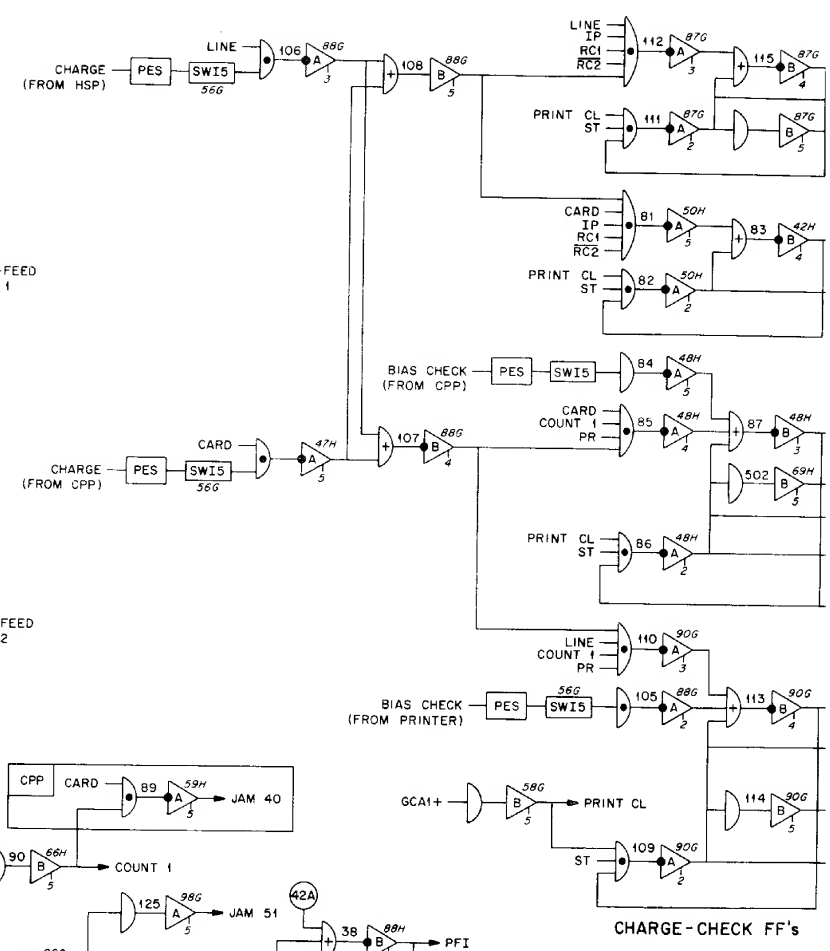 LINE
106
88G
A
3
CHARGE
(FROM HSP)
PES
SWI5
56G
+
108
88G
B
5
LINE
IP
RC1
RC2
112
87G
A
3
+
115
87G
B
4
PRINT CL
ST
111
87G
A
2
87G
B
5
CARD
IP
RC1
RC2
81
50H
A
5
+
83
42H
B
4
-FEED
1
PRINT CL
ST
82
50H
A
2
BIAS CHECK
(FROM CPP)
PES
SWI5
84
48H
A
5
CARD
COUNT 1
PR
85
48H
A
4
+
87
48H
B
3
CARD
47H
A
5
+
107
88G
B
4
CHARGE
(FROM CPP)
PES
SWI5
56G
502
69H
B
5
PRINT CL
ST
86
48H
A
2
FEED
2
LINE
COUNT 1
PR
110
90G
A
3
BIAS CHECK
(FROM PRINTER)
PES
56G
SWI5
105
88G
A
2
+
113
90G
B
4
CPP
CARD
89
59H
A
5
JAM 40
GCA1+
58G
B
5
PRINT CL
114
90G
B
5
90
66H
B
5
COUNT 1
ST
109
90G
A
2
125
98G
A
5
JAM 51
42A
+
38
88H
B
PFI
CHARGE-CHECK FF's